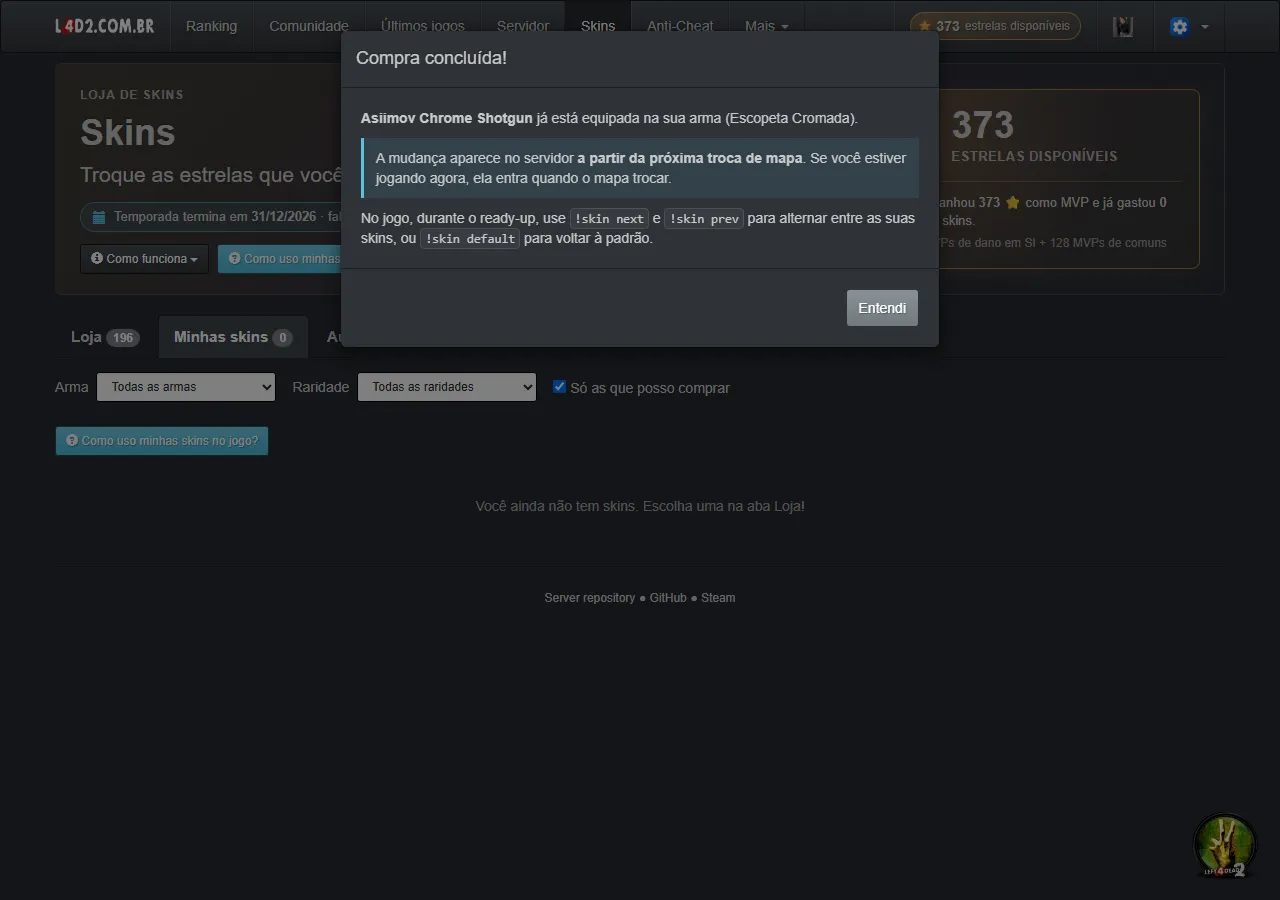 L4D2.COM.BR Ranking Comunidade Últimos jogos Servidor Skins Anti-Cheat Mais 373 estrelas disponíveis
Compra concluída!
Asiimov Chrome Shotgun já está equipada na sua arma (Escopeta Cromada).
A mudança aparece no servidor a partir da próxima troca de mapa. Se você estiver
jogando agora, ela entra quando o mapa trocar.
No jogo, durante o ready-up, use !skin next e !skin prev para alternar entre as suas
skins, ou !skin default para voltar à padrão.
Entendi
LOJA DE SKINS
Skins
Troque as estrelas que você
Temporada termina em 31/12/2026 ·
Como funciona
Como uso minhas
373
ESTRELAS DISPONÍVEIS
anhou 373 como MVP e já gastou 0
skins.
Ps de dano em SI + 128 MVPs de comuns
Loja 196 Minhas skins 0
Arma Todas as armas Raridade Todas as raridades Só as que posso comprar
Como uso minhas skins no jogo?
Você ainda não tem skins. Escolha uma na aba Loja!
Server repository ● GitHub ● Steam
LEFT 4 DEAD 2